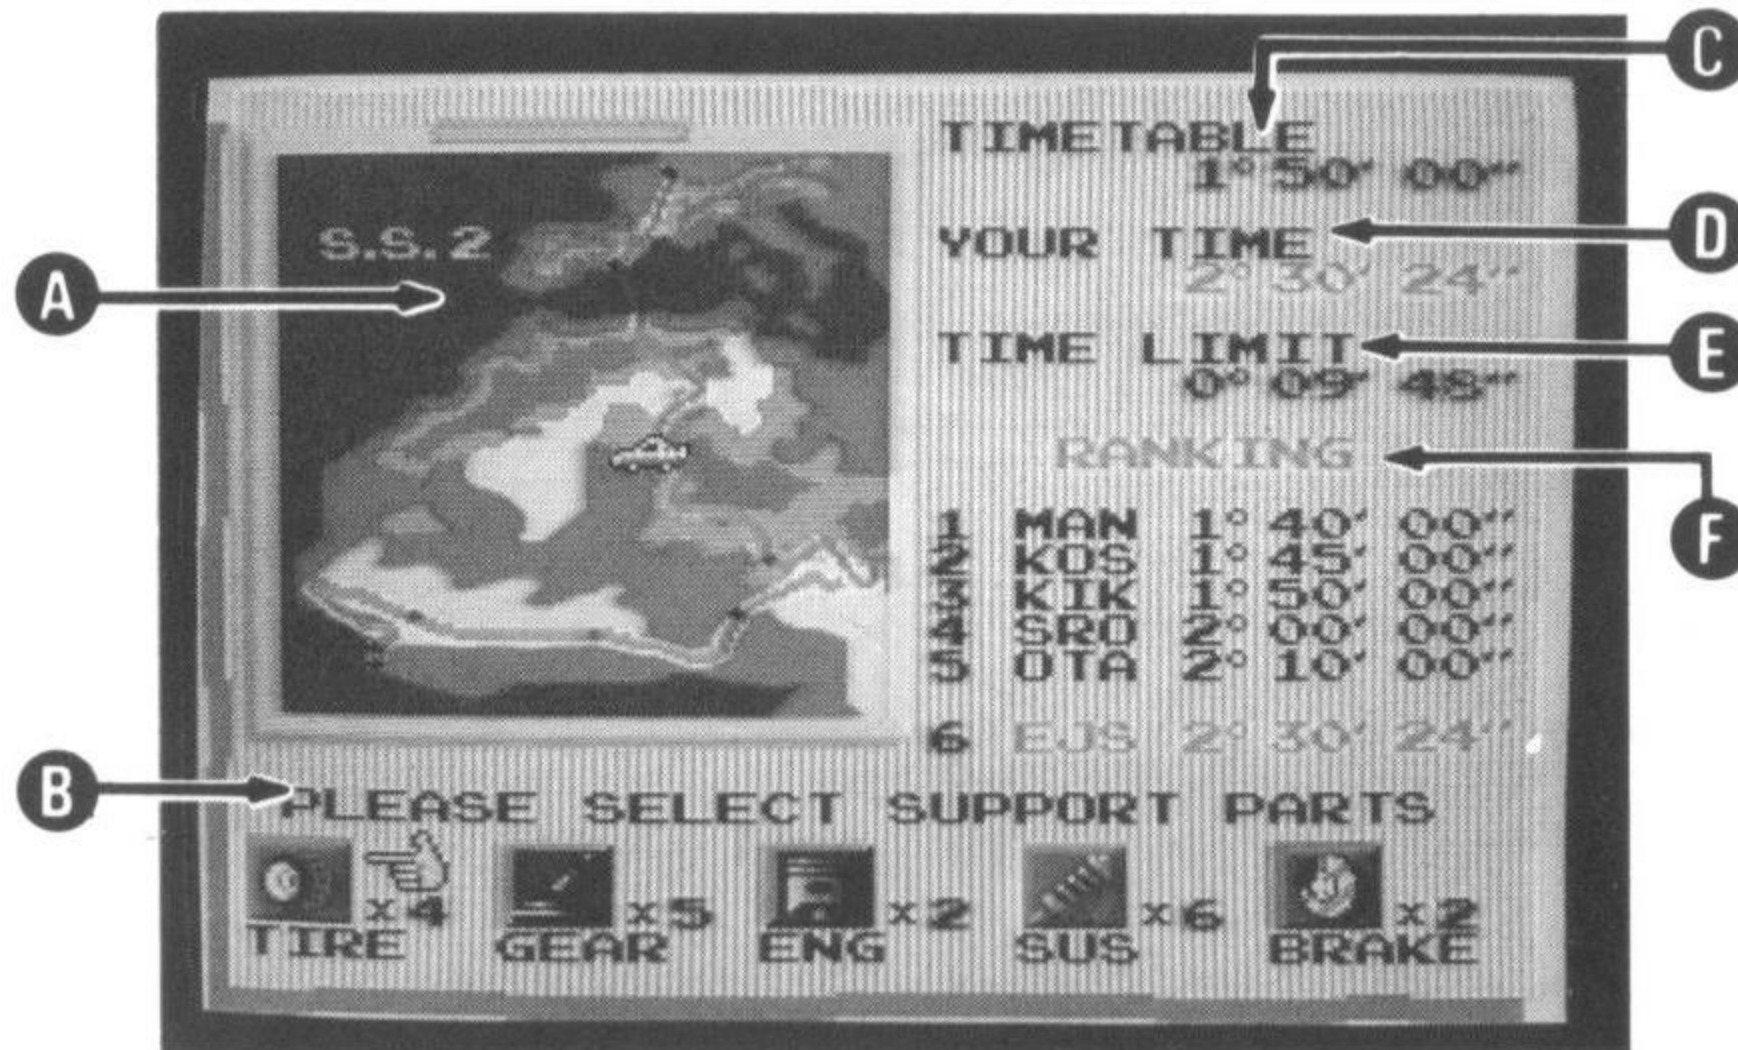 C
TIMETABLE
1° 50' 00"
S.S.2
D
YOUR TIME
2° 30' 24"
A
E
TIME LIMIT
0° 09' 48"
RANKING
F
1 MAN 1° 40' 00"
2 KOS 1° 45' 00"
3 KIK 1° 50' 00"
4 SRO 2° 00' 00"
5 OTA 2° 10' 00"
6 EJS 2° 30' 24"
B
PLEASE SELECT SUPPORT PARTS
x4 x5 x2 x6 x2
TIRE GEAR ENG SUS BRAKE